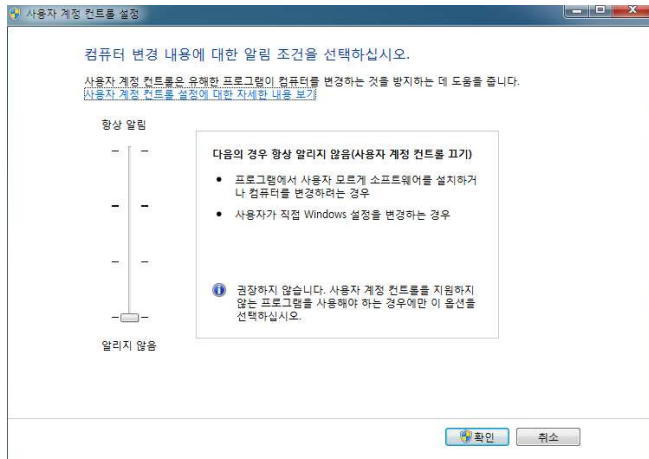 사용자 계정 컨트롤 설정
컴퓨터 변경 내용에 대한 알림 조건을 선택하십시오.
사용자 계정 컨트롤은 유해한 프로그램이 컴퓨터를 변경하는 것을 방지하는 데 도움을 줍니다.
사용자 계정 컨트롤 설정에 대한 자세한 내용 보기
항상 알림
다음의 경우 항상 알리지 않음(사용자 계정 컨트롤 끄기)
• 프로그램에서 사용자 모르게 소프트웨어를 설치하거
나 컴퓨터를 변경하려는 경우
• 사용자가 직접 Windows 설정을 변경하는 경우
권장하지 않습니다. 사용자 계정 컨트롤을 지원하지
않는 프로그램을 사용해야 하는 경우에만 이 옵션을
선택하십시오.
알리지 않음
확인
취소